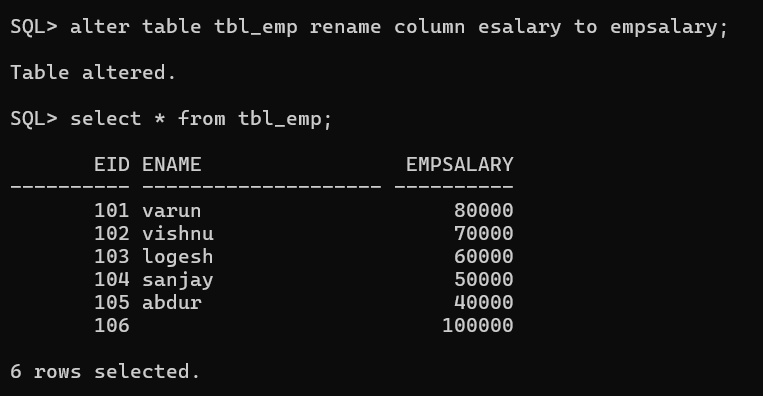 SQL> alter table tbl_emp rename column esalary to empsalary;
Table altered.
SQL> select * from tbl_emp;
       EID ENAME                 EMPSALARY
---------- -------------------- ----------
       101 varun                     80000
       102 vishnu                    70000
       103 logesh                    60000
       104 sanjay                    50000
       105 abdur                     40000
       106                          100000
6 rows selected.